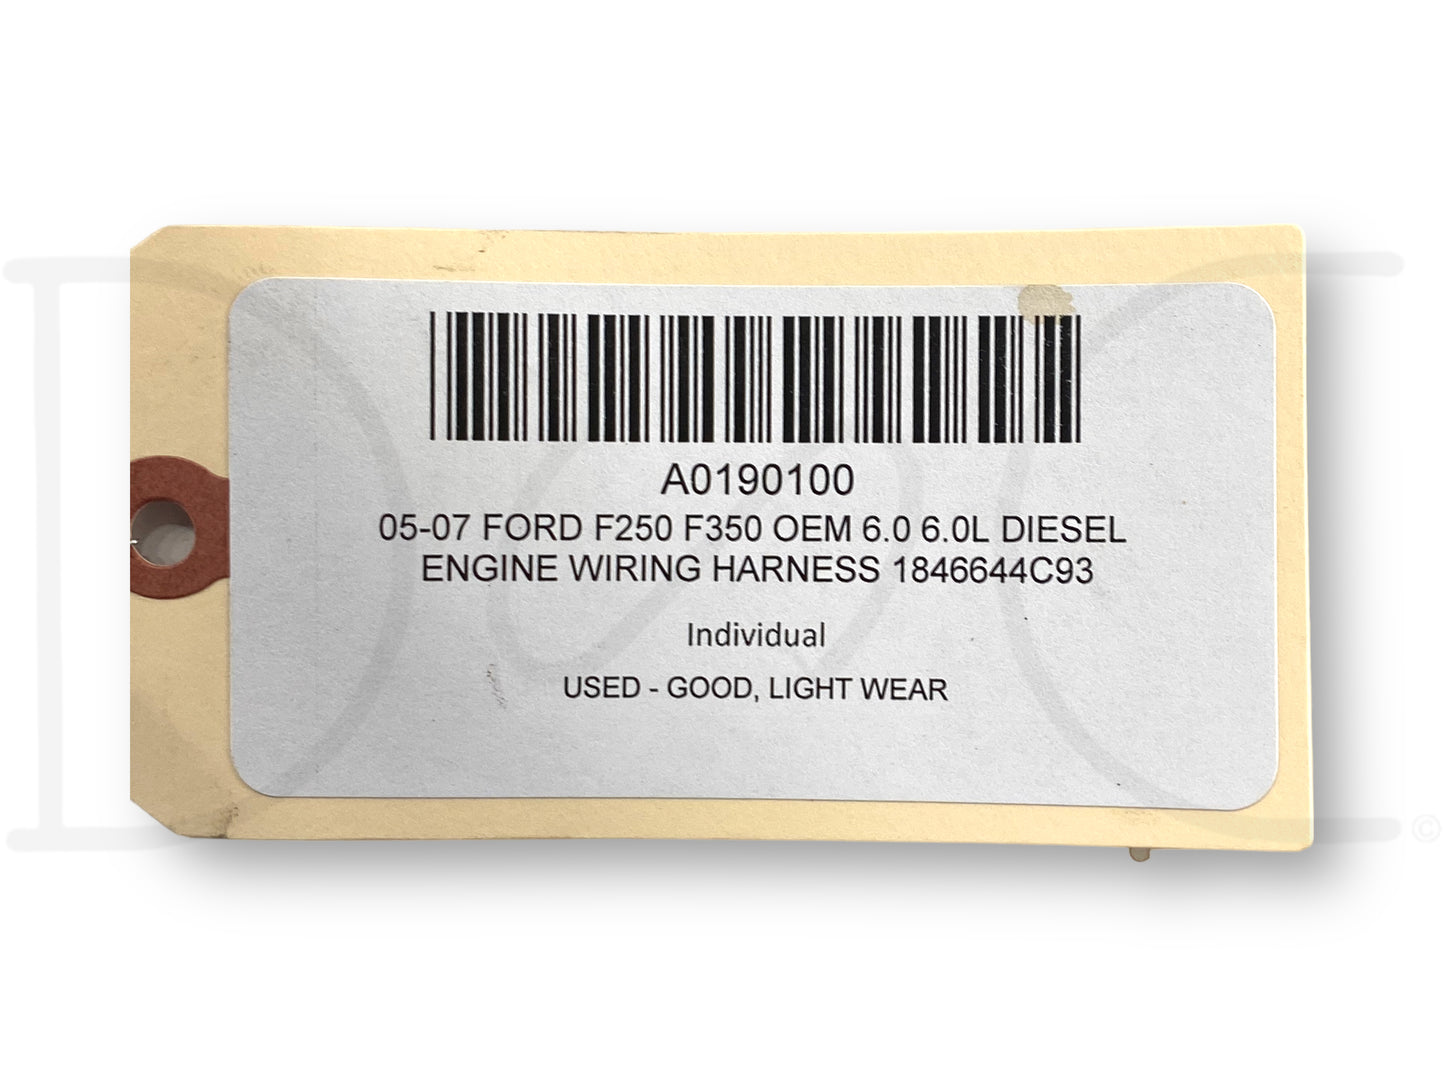 A0190100
05-07 FORD F250 F350 OEM 6.0 6.0L DIESEL
ENGINE WIRING HARNESS 1846644C93
Individual
USED - GOOD, LIGHT WEAR
©